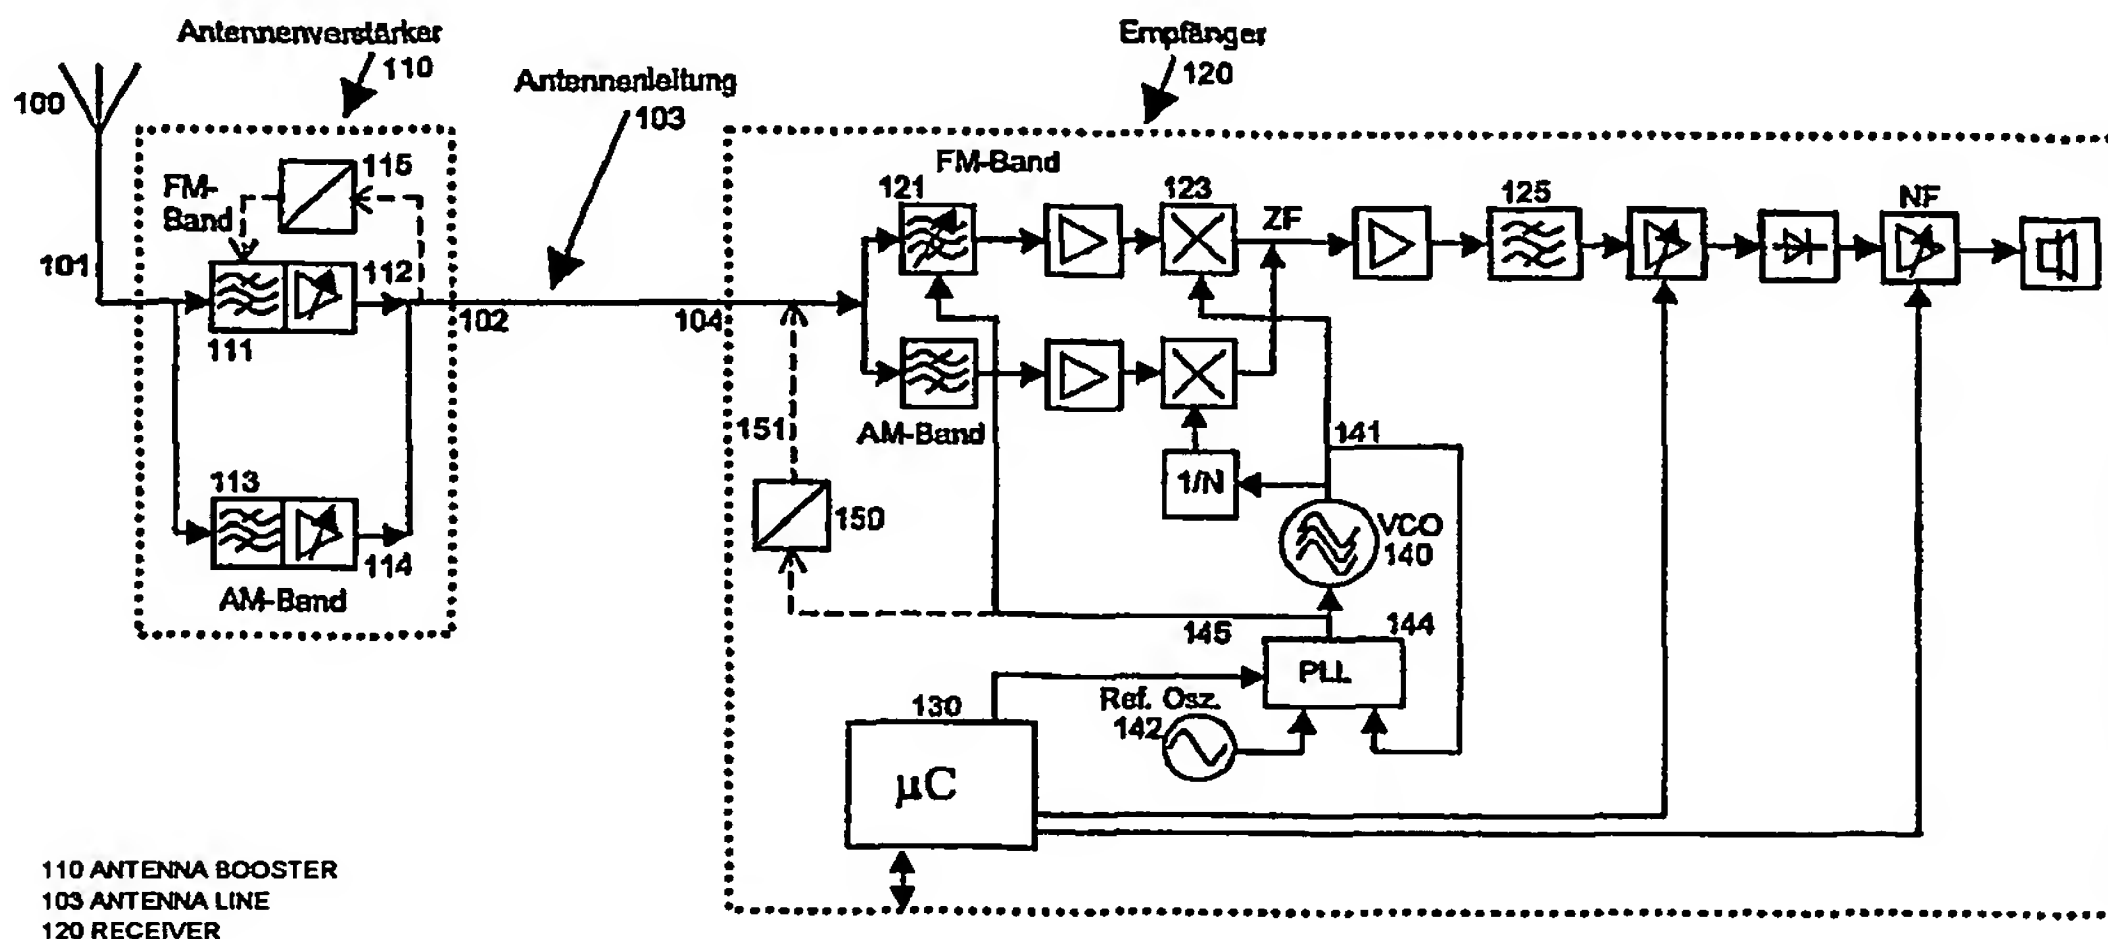 Antennenverstärker
110
Empfänger
120
Antennenleitung
103
100
FM-
Band
115
101
112
111
102
104
113
114
AM-Band
FM-Band
121
123
ZF
125
NF
AM-Band
151
150
1/N
141
VCO
140
145
144
PLL
Ref. Osz.
142
130
µC
110 ANTENNA BOOSTER
103 ANTENNA LINE
120 RECEIVER